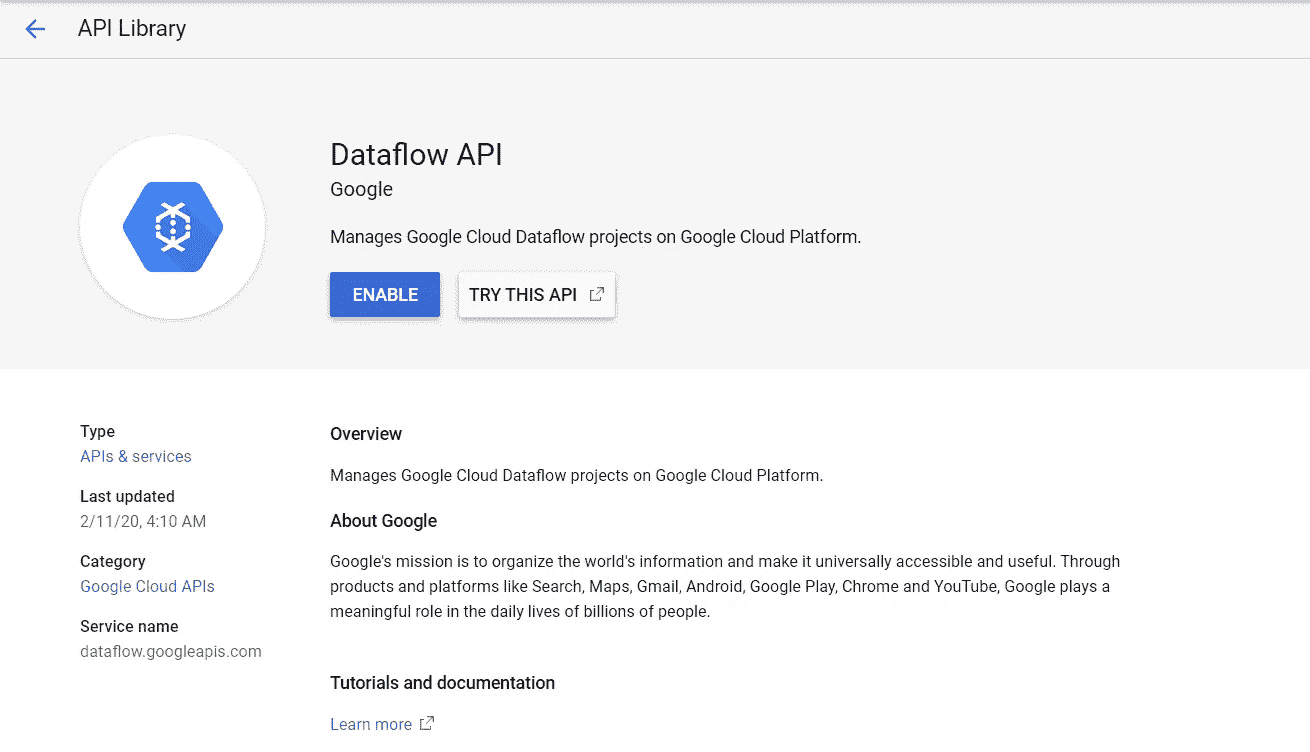 API Library
Dataflow API
Google
Manages Google Cloud Dataflow projects on Google Cloud Platform.
ENABLE
TRY THIS API
Type
APIs & services
Last updated
2/11/20, 4:10 AM
Category
Google Cloud APIs
Service name
dataflow.googleapis.com
Overview
Manages Google Cloud Dataflow projects on Google Cloud Platform.
About Google
Google's mission is to organize the world's information and make it universally accessible and useful. Through
products and platforms like Search, Maps, Gmail, Android, Google Play, Chrome and YouTube, Google plays a
meaningful role in the daily lives of billions of people.
Tutorials and documentation
Learn more